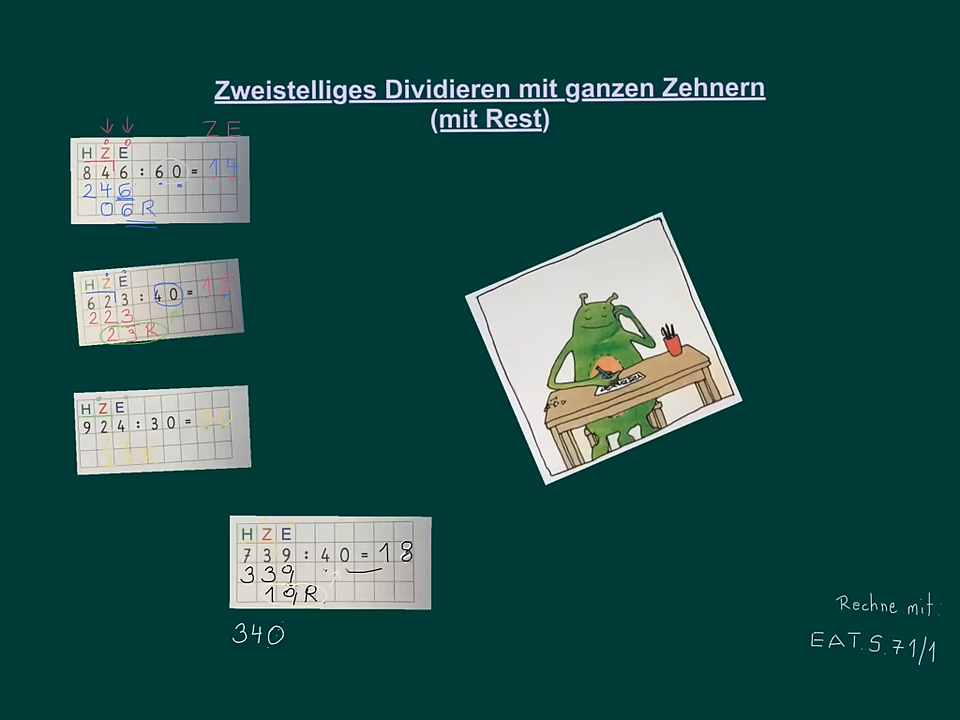 Zweistelliges Dividieren mit ganzen Zehnern
(mit Rest)
Z E
H Z E
8 4 6 : 6 0 = 1 4
2 4 6
0 6 R
H Z E
6 2 3 : 4 0 = 1 5
2 2 3
2 3 R
H Z E
9 2 4 : 3 0 = 3 0
H Z E
7 3 9 : 4 0 = 1 8
3 3 9
1 9 R
340
Rechne mit:
EAT. S. 71/1